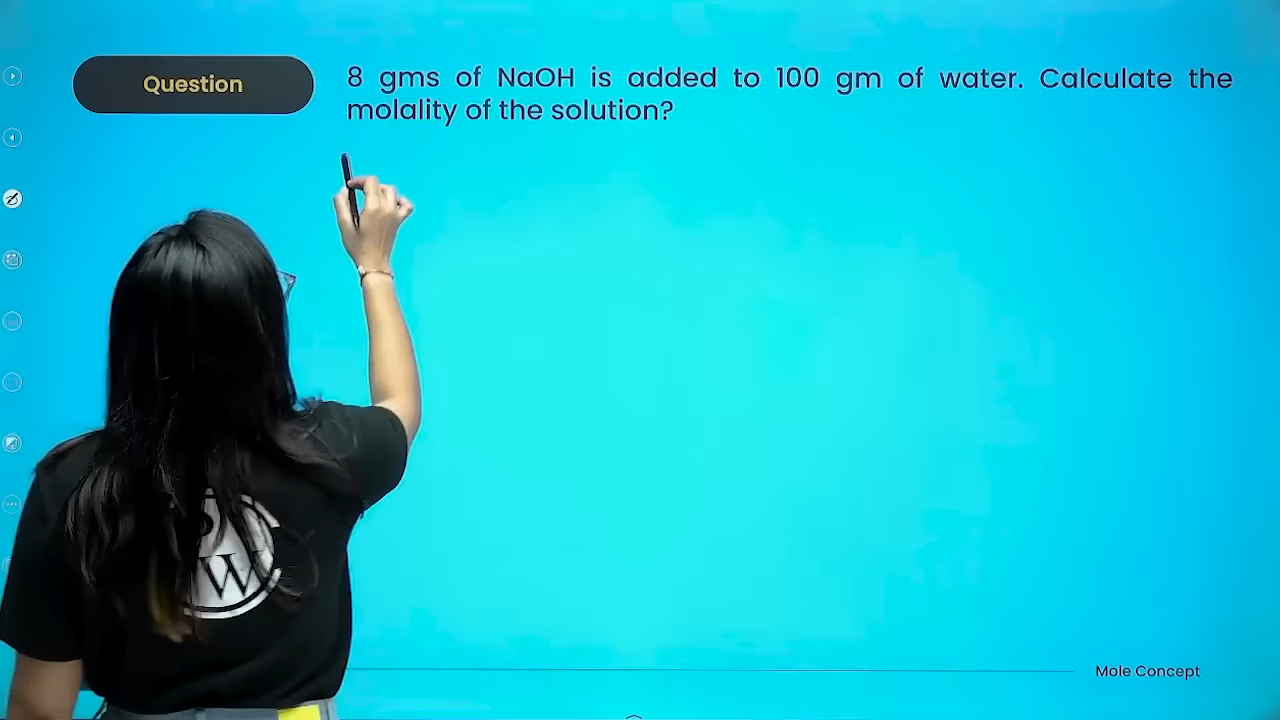 Question
8 gms of NaOH is added to 100 gm of water. Calculate the
molality of the solution?
W
Mole Concept